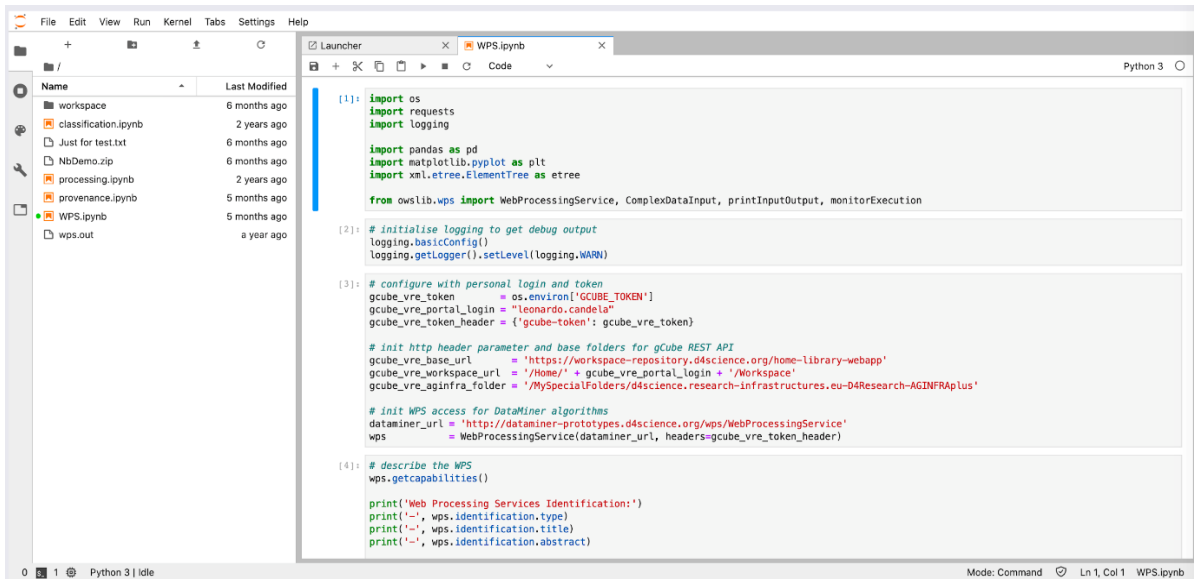 File Edit View Run Kernel Tabs Settings Help
/
Name Last Modified
workspace 6 months ago
classification.ipynb 2 years ago
Just for test.txt 6 months ago
NbDemo.zip 6 months ago
processing.ipynb 2 years ago
provenance.ipynb 5 months ago
WPS.ipynb 5 months ago
wps.out a year ago
Launcher WPS.ipynb
Code Python 3
[1]: import os
import requests
import logging
import pandas as pd
import matplotlib.pyplot as plt
import xml.etree.ElementTree as etree
from owslib.wps import WebProcessingService, ComplexDataInput, printInputOutput, monitorExecution
[2]: # initialise logging to get debug output
logging.basicConfig()
logging.getLogger().setLevel(logging.WARN)
[3]: # configure with personal login and token
gcube_vre_token = os.environ['GCUBE_TOKEN']
gcube_vre_portal_login = "leonardo.candela"
gcube_vre_token_header = {'gcube-token': gcube_vre_token}
# init http header parameter and base folders for gCube REST API
gcube_vre_base_url = 'https://workspace-repository.d4science.org/home-library-webapp'
gcube_vre_workspace_url = '/Home/' + gcube_vre_portal_login + '/Workspace'
gcube_vre_aginfra_folder = '/MySpecialFolders/d4science.research-infrastructures.eu-D4Research-AGINFRAplus'
# init WPS access for DataMiner algorithms
dataminer_url = 'http://dataminer-prototypes.d4science.org/wps/WebProcessingService'
wps = WebProcessingService(dataminer_url, headers=gcube_vre_token_header)
[4]: # describe the WPS
wps.getcapabilities()
print('Web Processing Services Identification:')
print('-', wps.identification.type)
print('-', wps.identification.title)
print('-', wps.identification.abstract)
0 1 Python 3 | Idle Mode: Command Ln 1, Col 1 WPS.ipynb